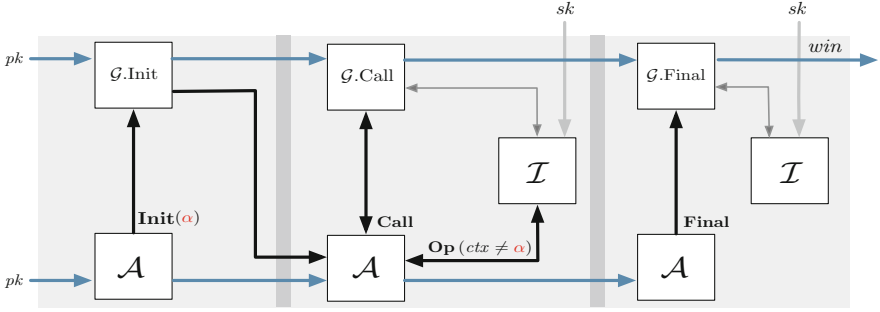 sk sk
pk 𝒢.Init 𝒢.Call 𝒢.Final win
ℐ ℐ
Init(α) Call Final
Op (ctx ≠ α)
pk 𝒜 𝒜 𝒜